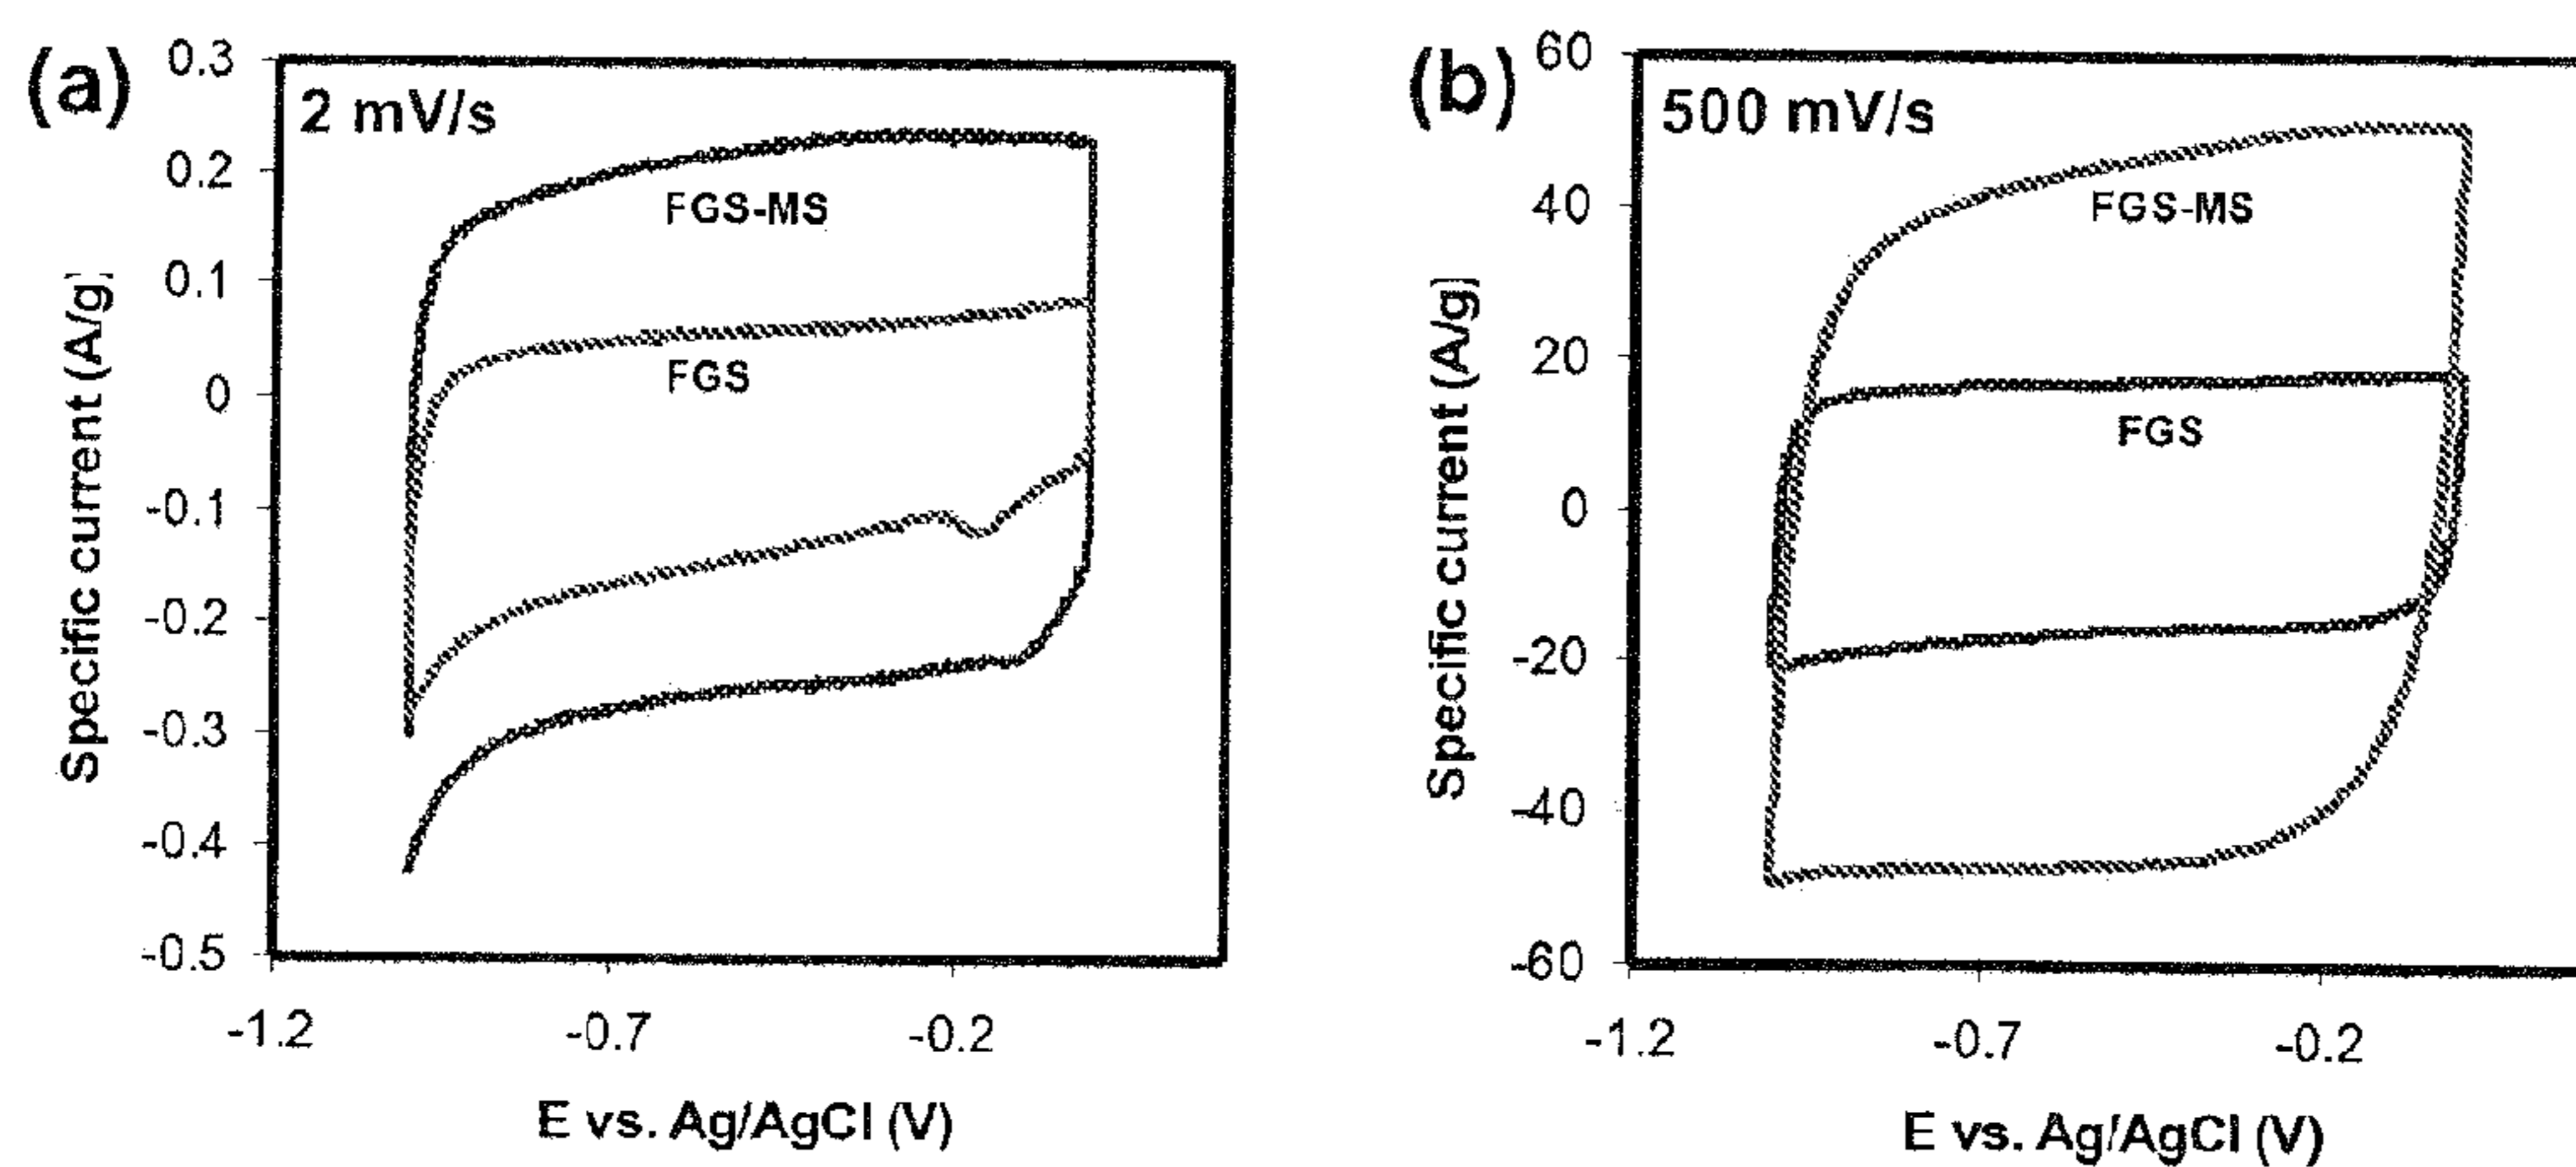 (a)
2 mV/s
0.3
0.2
0.1
0
-0.1
-0.2
-0.3
-0.4
-0.5
Specific current (A/g)
FGS-MS
FGS
-1.2 -0.7 -0.2
E vs. Ag/AgCl (V)
(b)
500 mV/s
60
40
20
0
-20
-40
-60
Specific current (A/g)
FGS-MS
FGS
-1.2 -0.7 -0.2
E vs. Ag/AgCl (V)